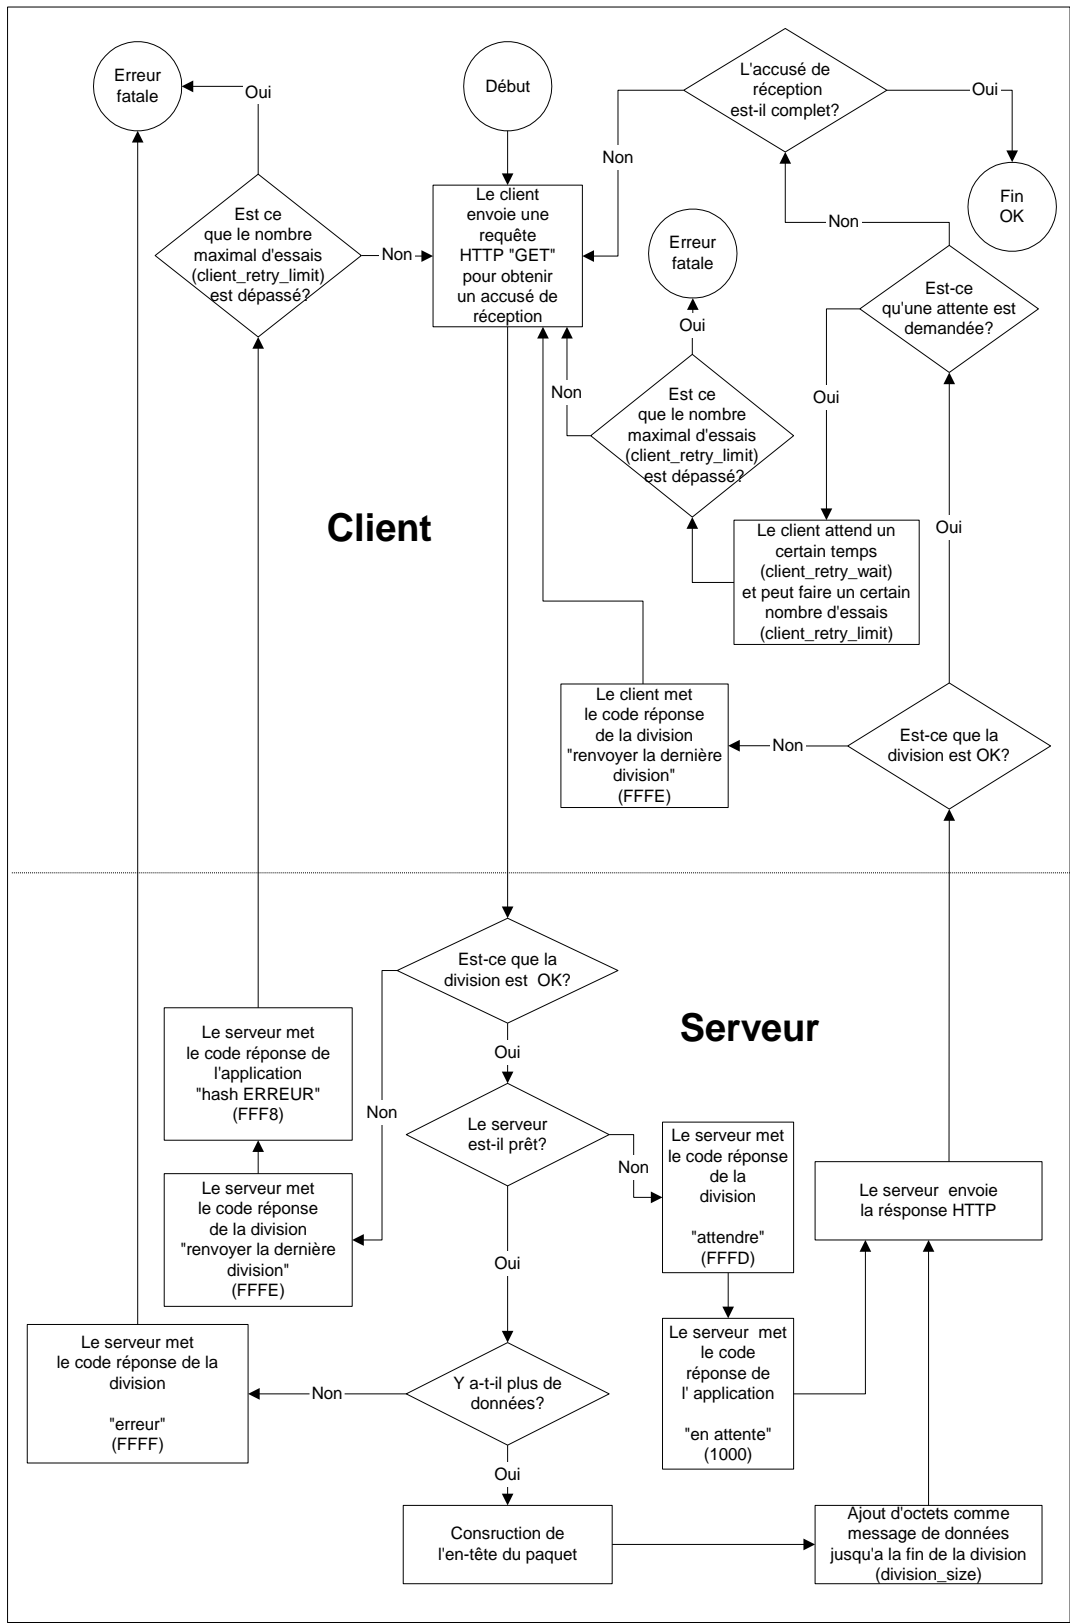 Erreur
fatale
Oui
Début
L'accusé de
réception
est-il complet?
Oui
Non
Fin
OK
Est ce
que le nombre
maximal d'essais
(client_retry_limit)
est dépassé?
Non
Le client
envoie une
requête
HTTP "GET"
pour obtenir
un accusé de
réception
Erreur
fatale
Non
Est-ce
qu'une attente est
demandée?
Oui
Non
Est ce
que le nombre
maximal d'essais
(client_retry_limit)
est dépassé?
Oui
Client
Le client attend un
certain temps
(client_retry_wait)
et peut faire un certain
nombre d'essais
(client_retry_limit)
Oui
Le client met
le code réponse
de la division
"renvoyer la dernière
division"
(FFFE)
Non
Est-ce que la
division est OK?
Est-ce que la
division est  OK?
Serveur
Le serveur met
le code réponse de
l'application
"hash ERREUR"
(FFF8)
Oui
Non
Le serveur
est-il prêt?
Non
Le serveur met
le code réponse
de la
division
"attendre"
(FFFD)
Le serveur  envoie
la résponse HTTP
Le serveur met
le code réponse
de la division
"renvoyer la dernière
division"
(FFFE)
Oui
Le serveur met
le code réponse de la
division
"erreur"
(FFFF)
Non
Y a-t-il plus de
données?
Le serveur  met
le code
réponse de
l' application
"en attente"
(1000)
Oui
Consruction de
l'en-tête du paquet
Ajout d'octets comme
message de données
jusqu'a la fin de la division
(division_size)